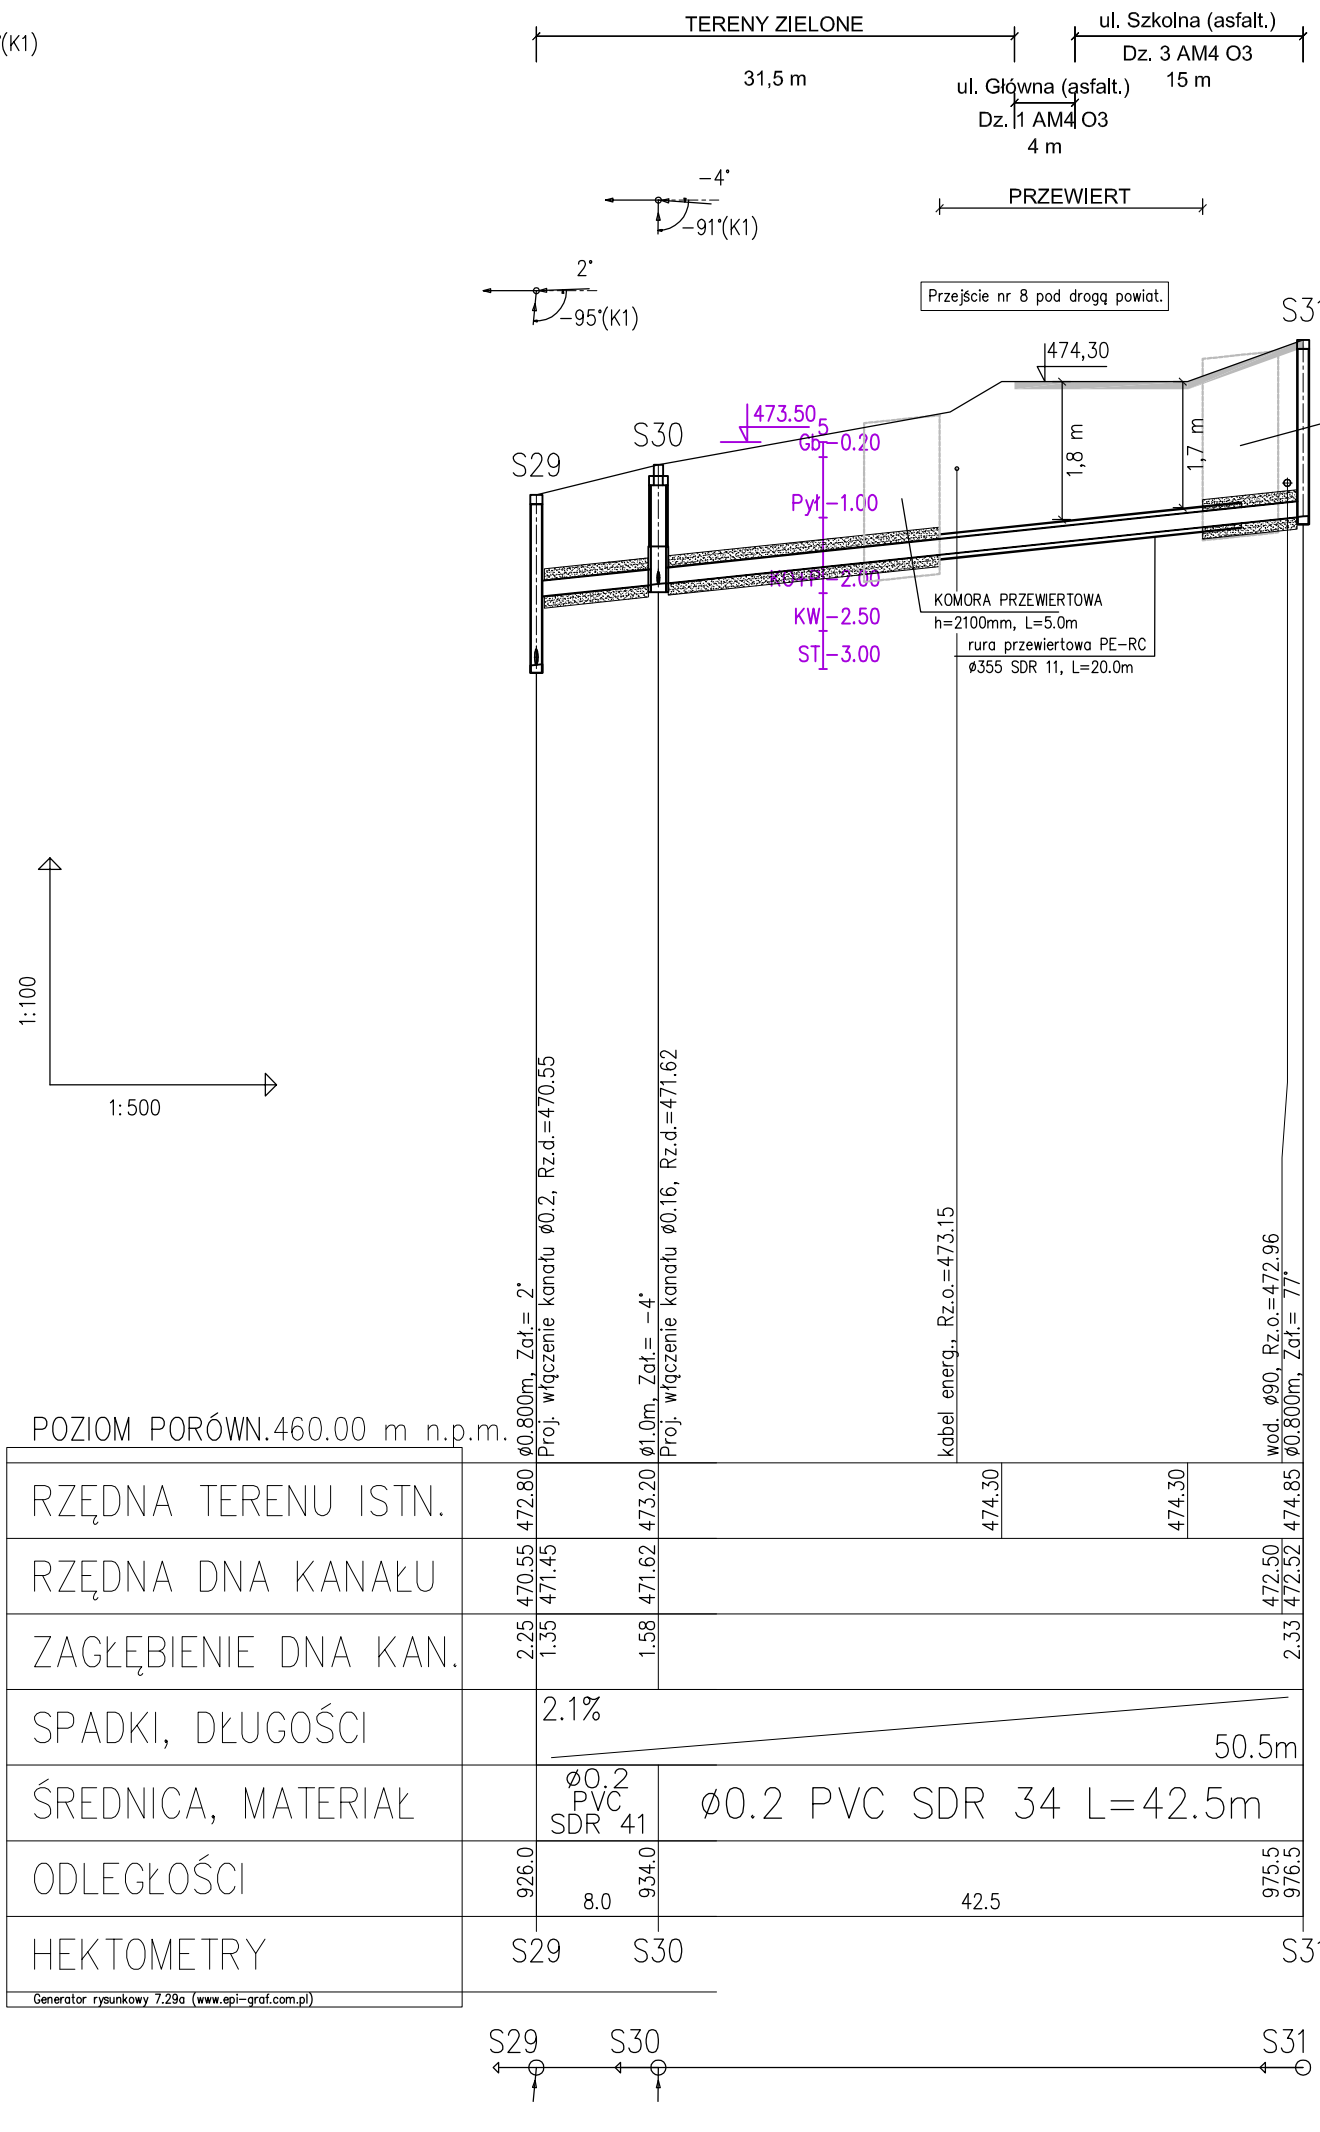 (K1)
TERENY ZIELONE
31,5 m
ul. Szkolna (asfalt.)
Dz. 3 AM4 O3
15 m
ul. Główna (asfalt.)
Dz. 1 AM4 O3
4 m
PRZEWIERT
-4°
-91°(K1)
2°
-95°(K1)
Przejście nr 8 pod drogą powiat.
S31
474,30
473.50
5
S30
S29
Gb -0.20
Pył -1.00
-2.00
KW -2.50
ST -3.00
1,8 m
1,7 m
KOMORA PRZEWIERTOWA
h=2100mm, L=5.0m
rura przewiertowa PE-RC
ø355 SDR 11, L=20.0m
1:100
1:500
ø0.800m, Zał.= 2°
Proj. włączenie kanału ø0.2, Rz.d.=470.55
ø1.0m, Zał.= -4°
Proj. włączenie kanału ø0.16, Rz.d.=471.62
kabel energ., Rz.o.=473.15
wod. ø90, Rz.o.=472.96
ø0.800m, Zał.= 77°
POZIOM PORÓWN.460.00 m n.p.m.
RZĘDNA TERENU ISTN.
472.80
473.20
474.30
474.30
474.85
RZĘDNA DNA KANAŁU
470.55
471.45
471.62
472.50
472.52
ZAGŁĘBIENIE DNA KAN.
2.25
1.35
1.58
2.33
SPADKI, DŁUGOŚCI
2.1%
50.5m
ŚREDNICA, MATERIAŁ
ø0.2
PVC
SDR 41
ø0.2 PVC SDR 34 L=42.5m
ODLEGŁOŚCI
926.0
8.0
934.0
42.5
975.5
976.5
HEKTOMETRY
S29
S30
S31
Generator rysunkowy 7.29a (www.epi-graf.com.pl)
S29
S30
S31